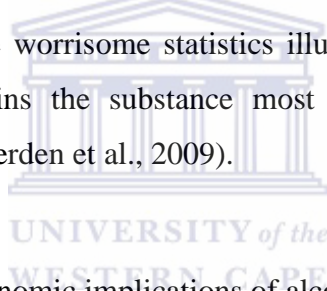 worrisome statistics illu
ins the substance most
erden et al., 2009).
UNIVERSITY of the
WESTERN CAPE
nomic implications of alco